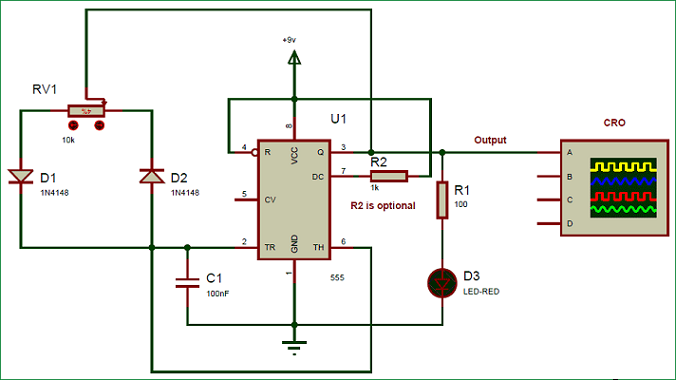 +9v
RV1
10k
D1
1N4148
D2
1N4148
C1
100nF
U1
4
R
8
VCC
Q
3
DC
7
5
CV
2
TR
GND
1
TH
6
555
R2
1k
R2 is optional
Output
R1
100
D3
LED-RED
CRO
A
B
C
D